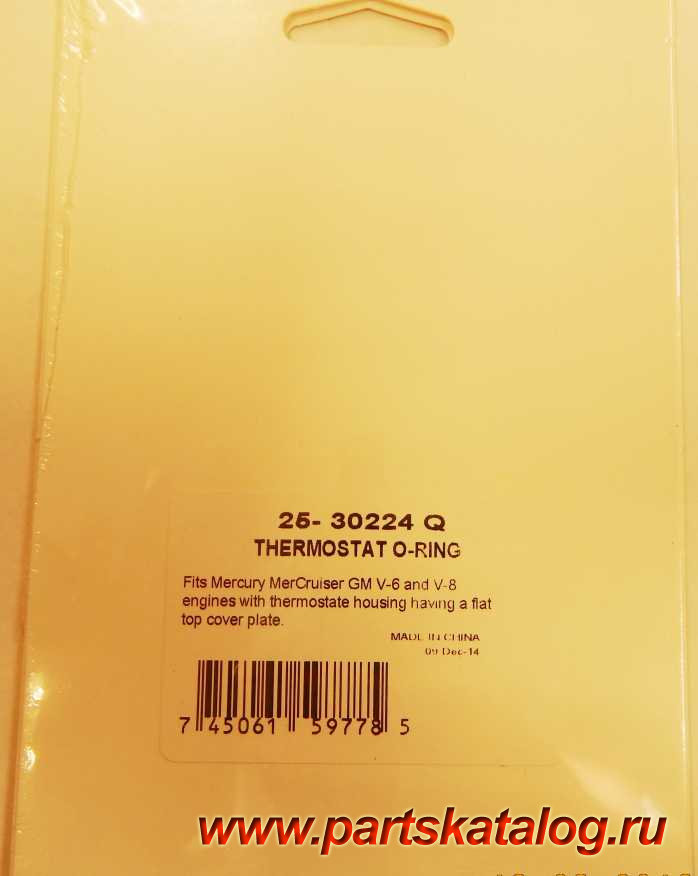 25- 30224 Q
THERMOSTAT O-RING
Fits Mercury MerCruiser GM V-6 and V-8
engines with thermostate housing having a flat
top cover plate.
MADE IN CHINA
09 Dec-14
7 45061 59778 5
www.partskatalog.ru